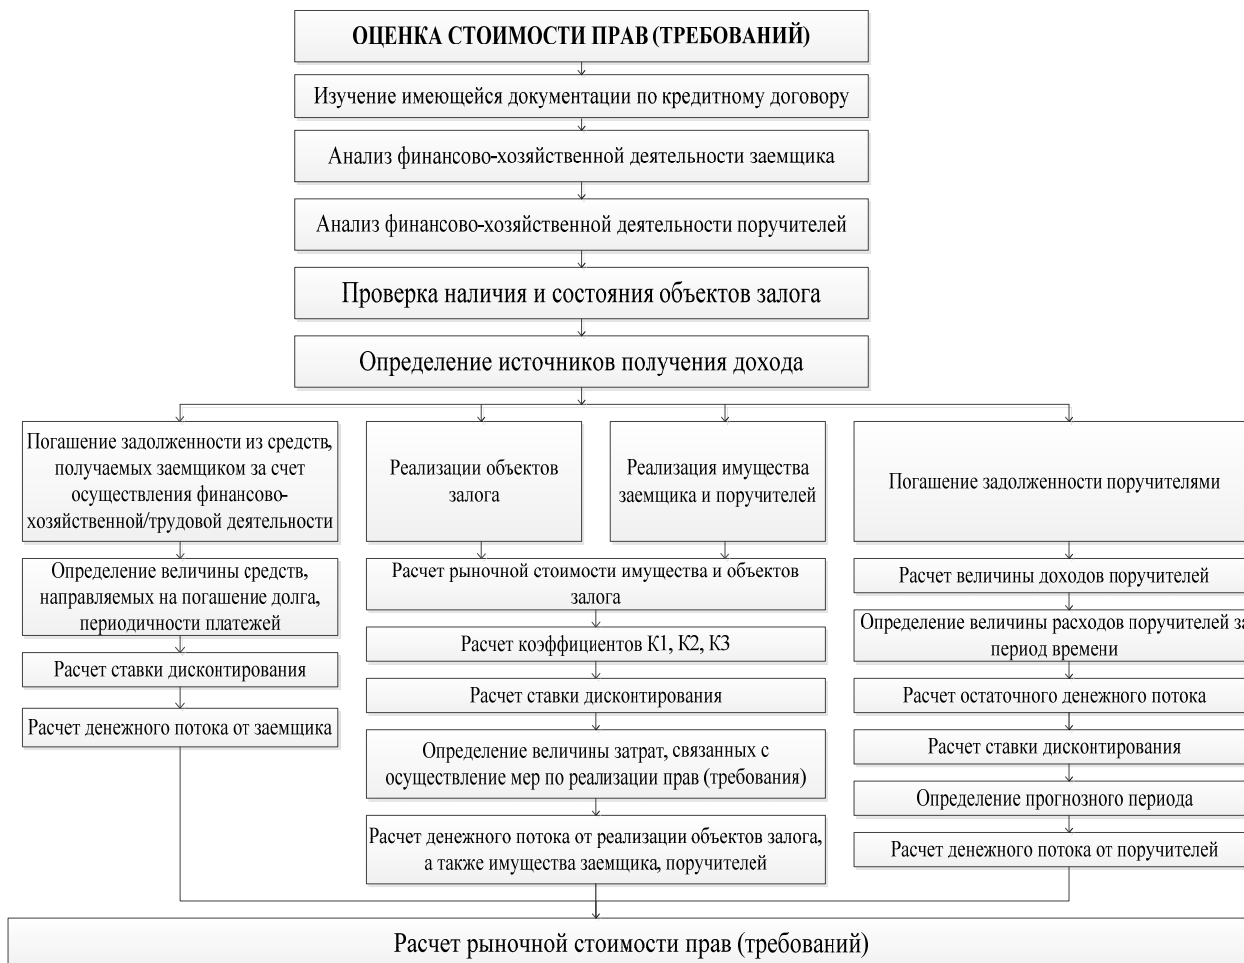 ОЦЕНКА СТОИМОСТИ ПРАВ (ТРЕБОВАНИЙ)
Изучение имеющейся документации по кредитному договору
Анализ финансово-хозяйственной деятельности заемщика
Анализ финансово-хозяйственной деятельности поручителей
Проверка наличия и состояния объектов залога
Определение источников получения дохода
Погашение задолженности из средств,
получаемых заемщиком за счет
осуществления финансово-
хозяйственной/трудовой деятельности
Определение величины средств,
направляемых на погашение долга,
периодичности платежей
Расчет ставки дисконтирования
Расчет денежного потока от заемщика
Реализации объектов
залога
Реализация имущества
заемщика и поручителей
Расчет рыночной стоимости имущества и объектов
залога
Расчет коэффициентов К1, К2, К3
Расчет ставки дисконтирования
Определение величины затрат, связанных с
осуществление мер по реализации прав (требования)
Расчет денежного потока от реализации объектов залога,
а также имущества заемщика, поручителей
Погашение задолженности поручителями
Расчет величины доходов поручителей
Определение величины расходов поручителей за
период времени
Расчет остаточного денежного потока
Расчет ставки дисконтирования
Определение прогнозного периода
Расчет денежного потока от поручителей
Расчет рыночной стоимости прав (требований)